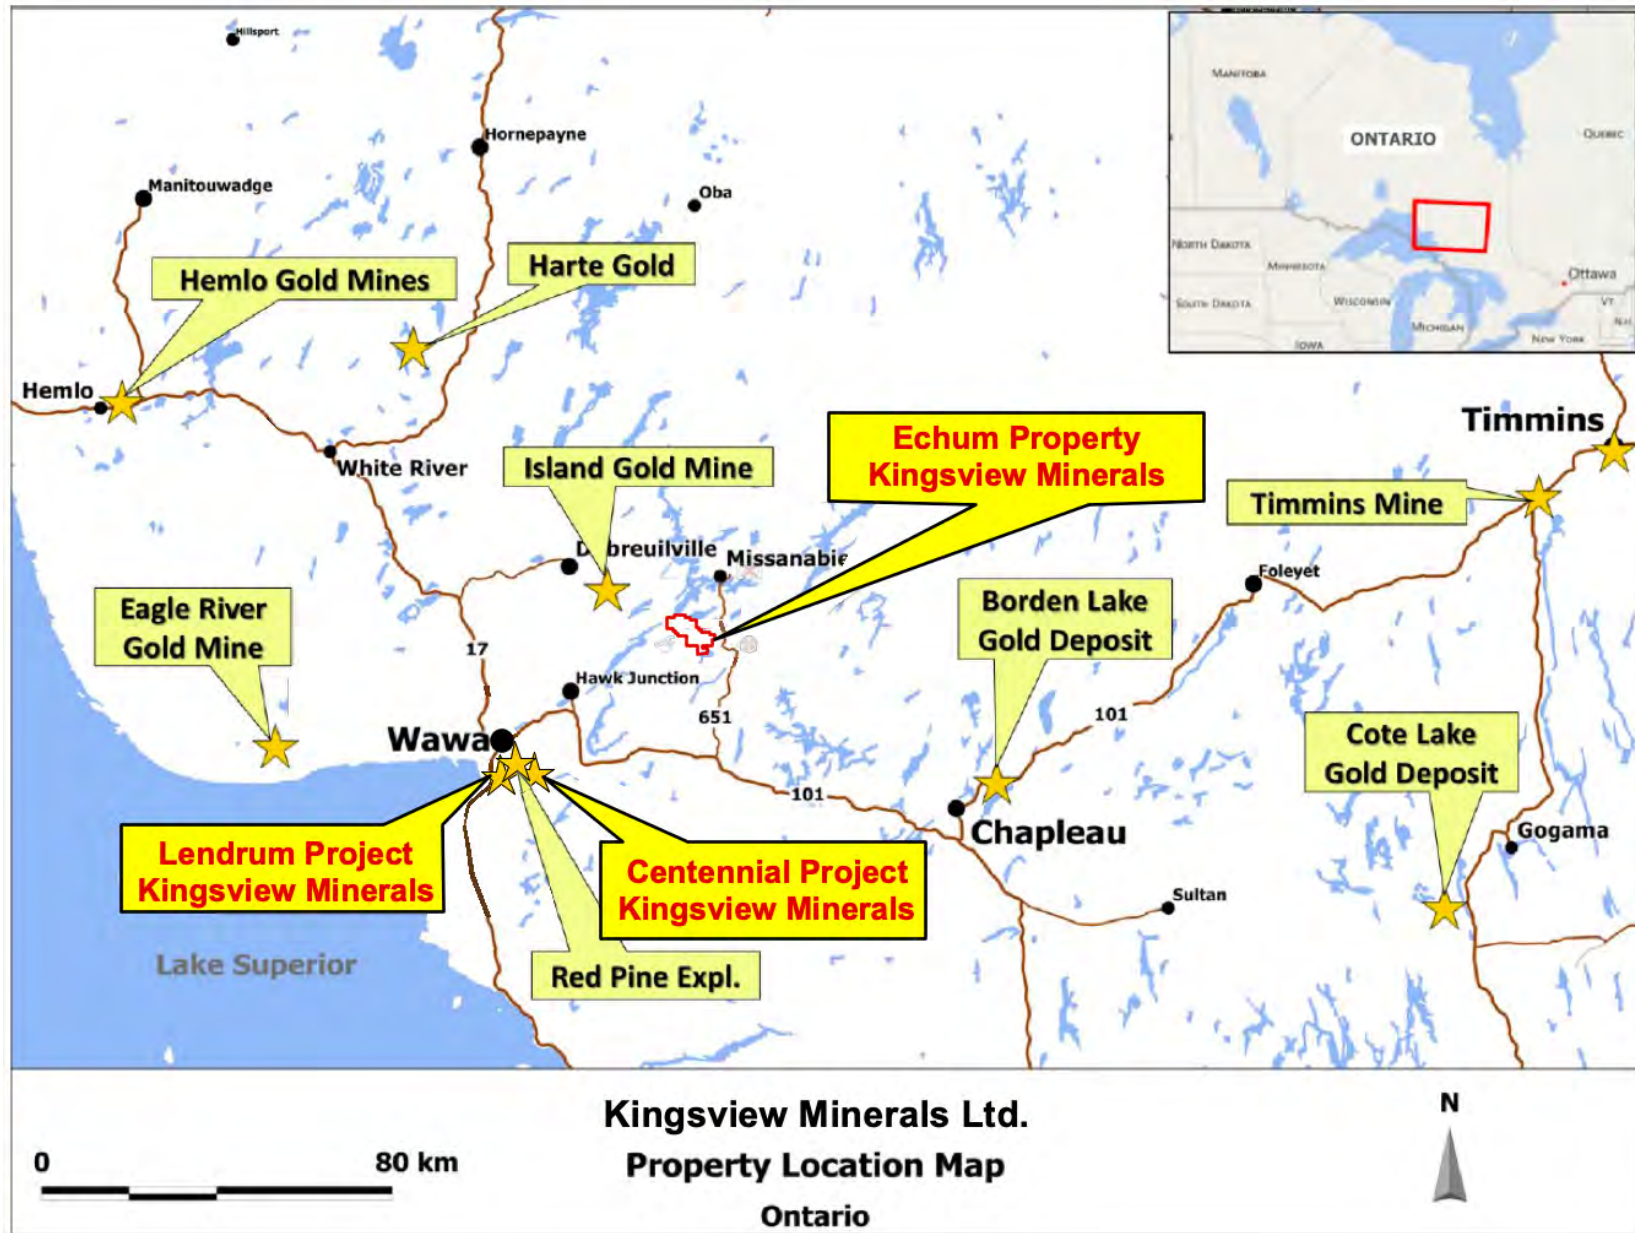 Hillsport
Hornepayne
Manitouwadge
Oba
Hemlo Gold Mines
Harte Gold
Hemlo
White River
Island Gold Mine
Echum Property
Kingsview Minerals
Timmins
Timmins Mine
Dubreuilville
Missanabie
Foleyet
Eagle River
Gold Mine
Borden Lake
Gold Deposit
17
Hawk Junction
651
101
Wawa
Cote Lake
Gold Deposit
101
Chapleau
Gogama
Lendrum Project
Kingsview Minerals
Centennial Project
Kingsview Minerals
Sultan
Lake Superior
Red Pine Expl.
MANITOBA
ONTARIO
QUEBEC
NORTH DAKOTA
MINNESOTA
Ottawa
SOUTH DAKOTA
WISCONSIN
VT
MICHIGAN
N.H.
NEW YORK
IOWA
Kingsview Minerals Ltd.
Property Location Map
Ontario
0
80 km
N